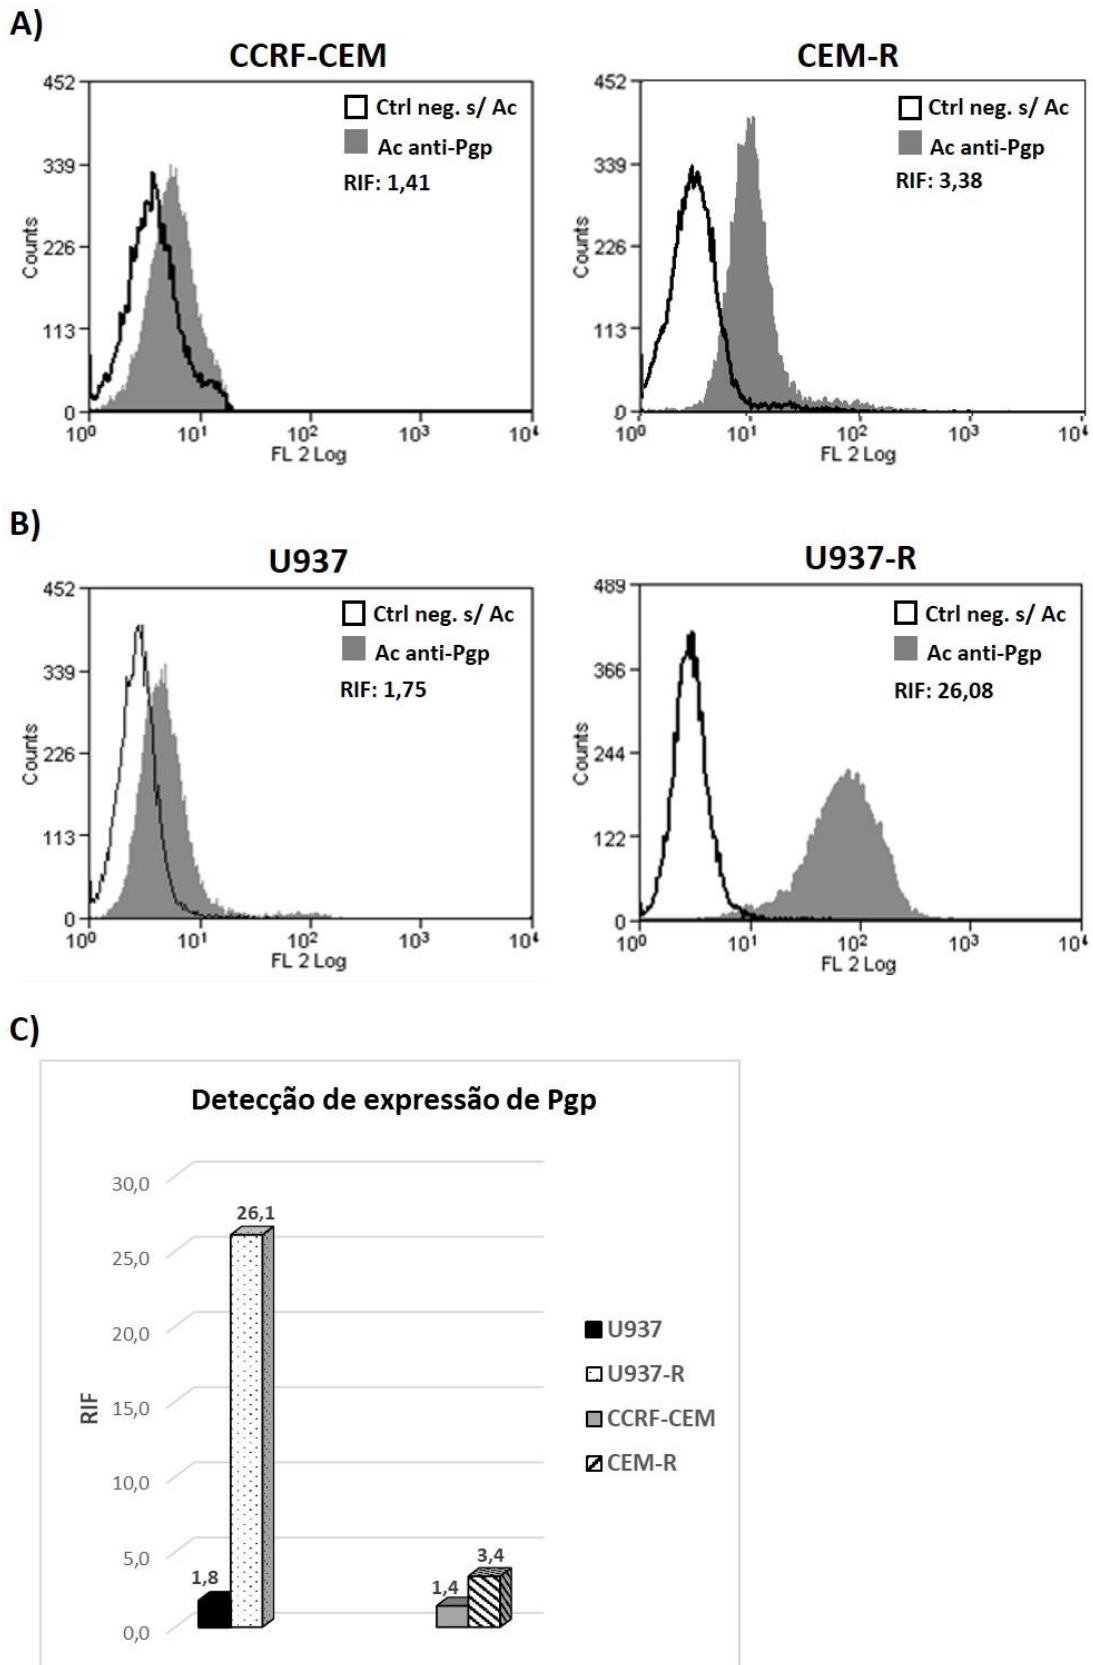 A)
CCRF-CEM
452
339
226
113
0
Counts
10⁰ 10¹ 10² 10³ 10⁴
FL 2 Log
Ctrl neg. s/ Ac
Ac anti-Pgp
RIF: 1,41
CEM-R
452
339
226
113
0
Counts
10⁰ 10¹ 10² 10³ 10⁴
FL 2 Log
Ctrl neg. s/ Ac
Ac anti-Pgp
RIF: 3,38
B)
U937
452
339
226
113
0
Counts
10⁰ 10¹ 10² 10³ 10⁴
FL 2 Log
Ctrl neg. s/ Ac
Ac anti-Pgp
RIF: 1,75
U937-R
489
366
244
122
0
Counts
10⁰ 10¹ 10² 10³ 10⁴
FL 2 Log
Ctrl neg. s/ Ac
Ac anti-Pgp
RIF: 26,08
C)
Detecção de expressão de Pgp
30,0
25,0
20,0
15,0
10,0
5,0
0,0
RIF
1,8
26,1
1,4
3,4
U937
U937-R
CCRF-CEM
CEM-R